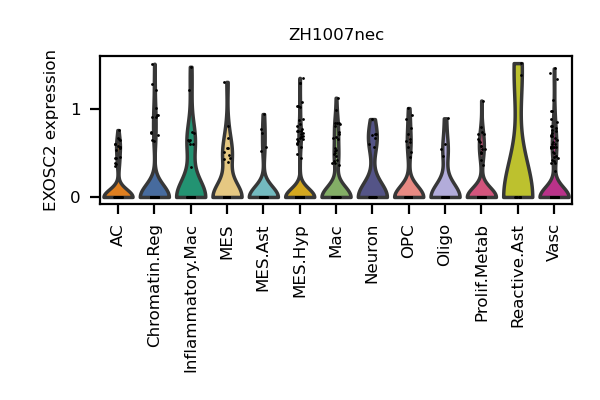 ZH1007nec
EXOSC2 expression
1
0
AC
Chromatin.Reg
Inflammatory.Mac
MES
MES.Ast
MES.Hyp
Mac
Neuron
OPC
Oligo
Prolif.Metab
Reactive.Ast
Vasc